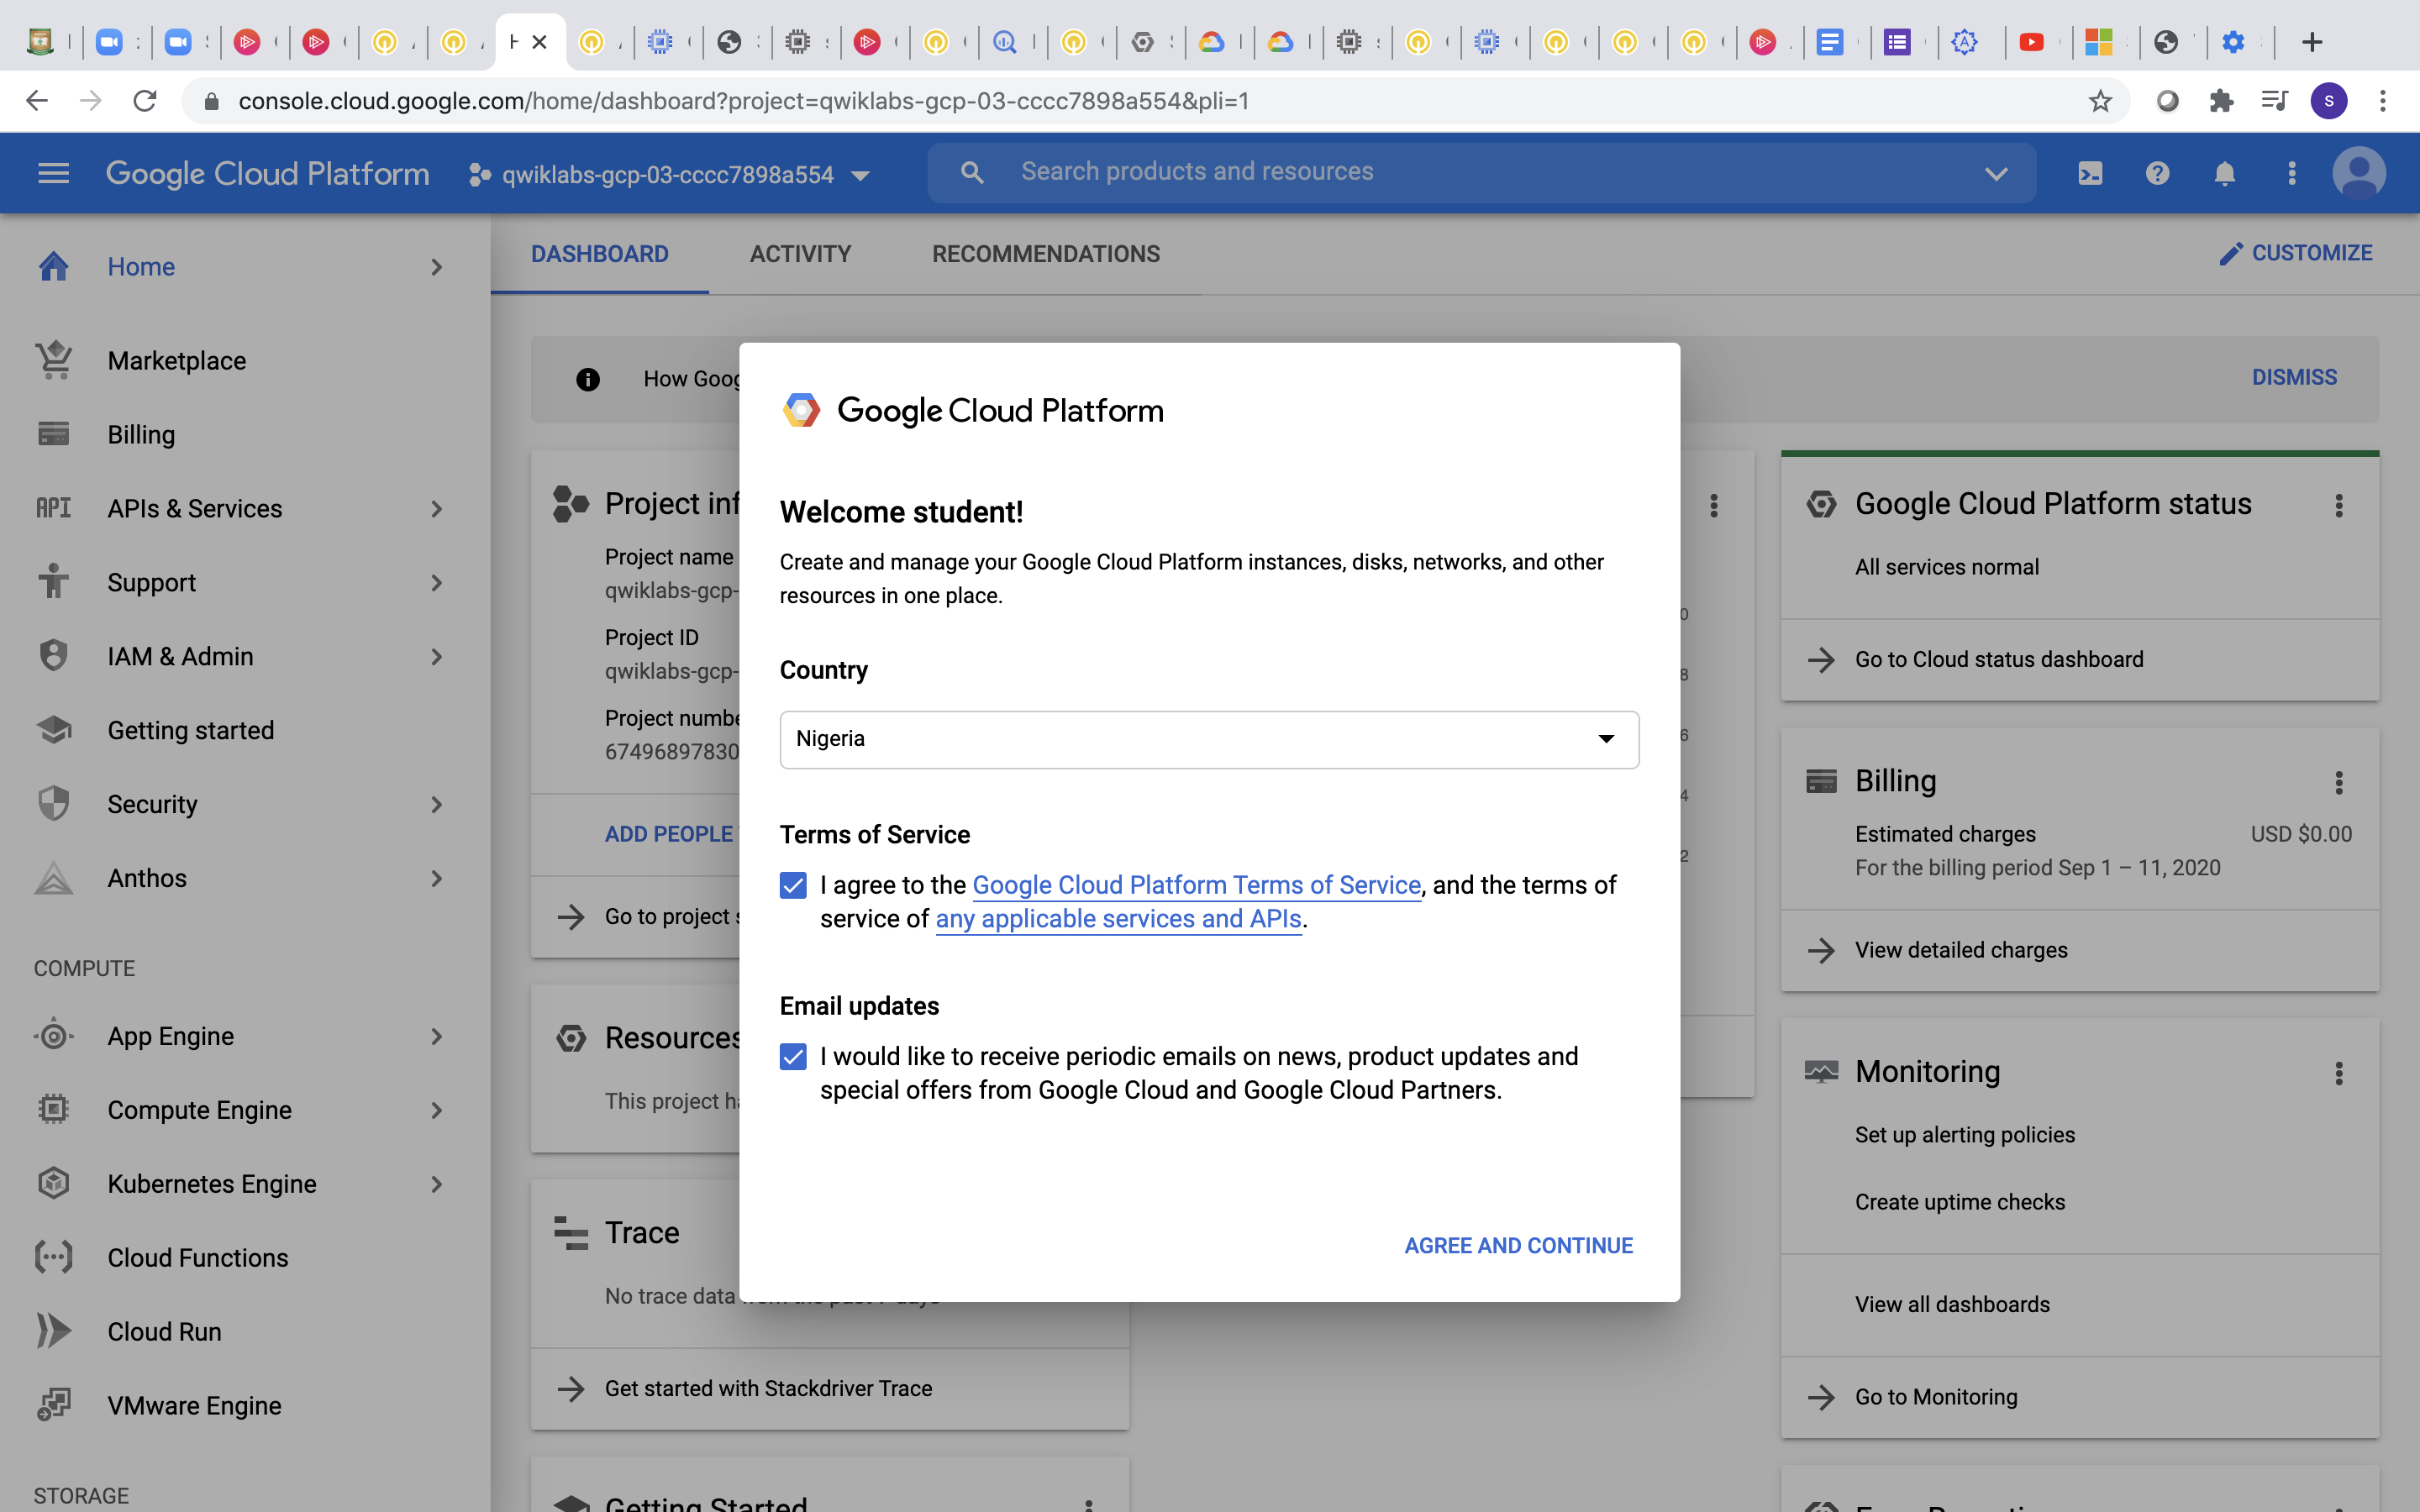 console.cloud.google.com/home/dashboard?project=qwiklabs-gcp-03-cccc7898a554&pli=1
S
Google Cloud Platform
qwiklabs-gcp-03-cccc7898a554
Search products and resources
Home
DASHBOARD
ACTIVITY
RECOMMENDATIONS
CUSTOMIZE
Marketplace
Billing
API APIs & Services
Support
IAM & Admin
Getting started
Security
Anthos
COMPUTE
App Engine
Compute Engine
Kubernetes Engine
Cloud Functions
Cloud Run
VMware Engine
STORAGE
How Goog
DISMISS
Project inf
Project name
qwiklabs-gcp-
Project ID
qwiklabs-gcp-
Project numbe
67496897830
ADD PEOPLE
Go to project s
Resources
This project ha
Trace
No trace data
Get started with Stackdriver Trace
Getting Started
Google Cloud Platform
Welcome student!
Create and manage your Google Cloud Platform instances, disks, networks, and other
resources in one place.
Country
Nigeria
Terms of Service
I agree to the Google Cloud Platform Terms of Service, and the terms of
service of any applicable services and APIs.
Email updates
I would like to receive periodic emails on news, product updates and
special offers from Google Cloud and Google Cloud Partners.
AGREE AND CONTINUE
0
8
6
4
2
Google Cloud Platform status
All services normal
Go to Cloud status dashboard
Billing
Estimated charges USD $0.00
For the billing period Sep 1 – 11, 2020
View detailed charges
Monitoring
Set up alerting policies
Create uptime checks
View all dashboards
Go to Monitoring